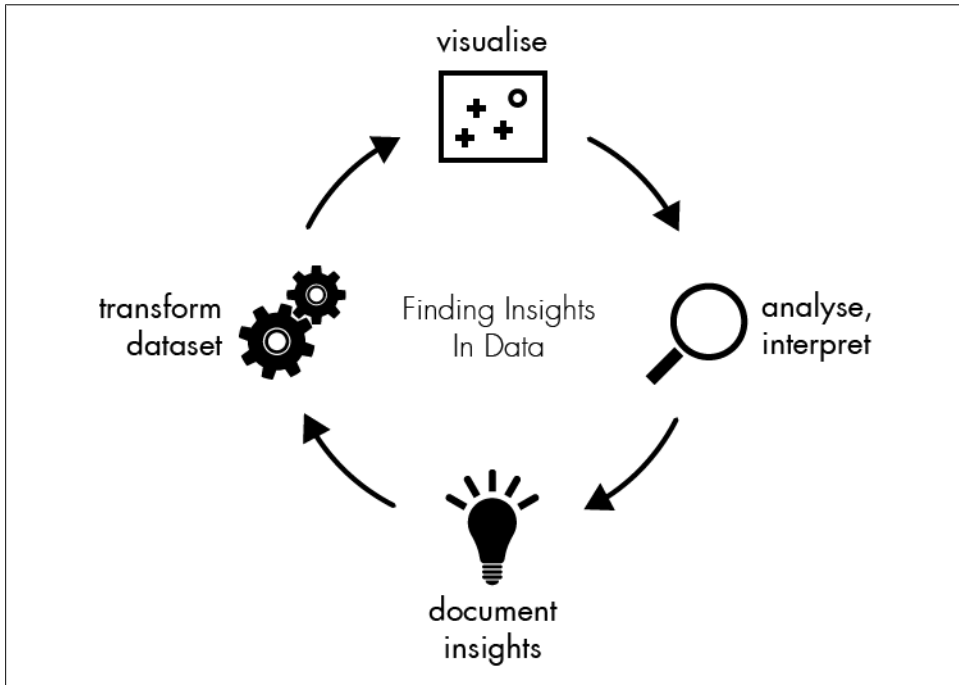 visualise
transform
dataset
Finding Insights
In Data
analyse,
interpret
document
insights